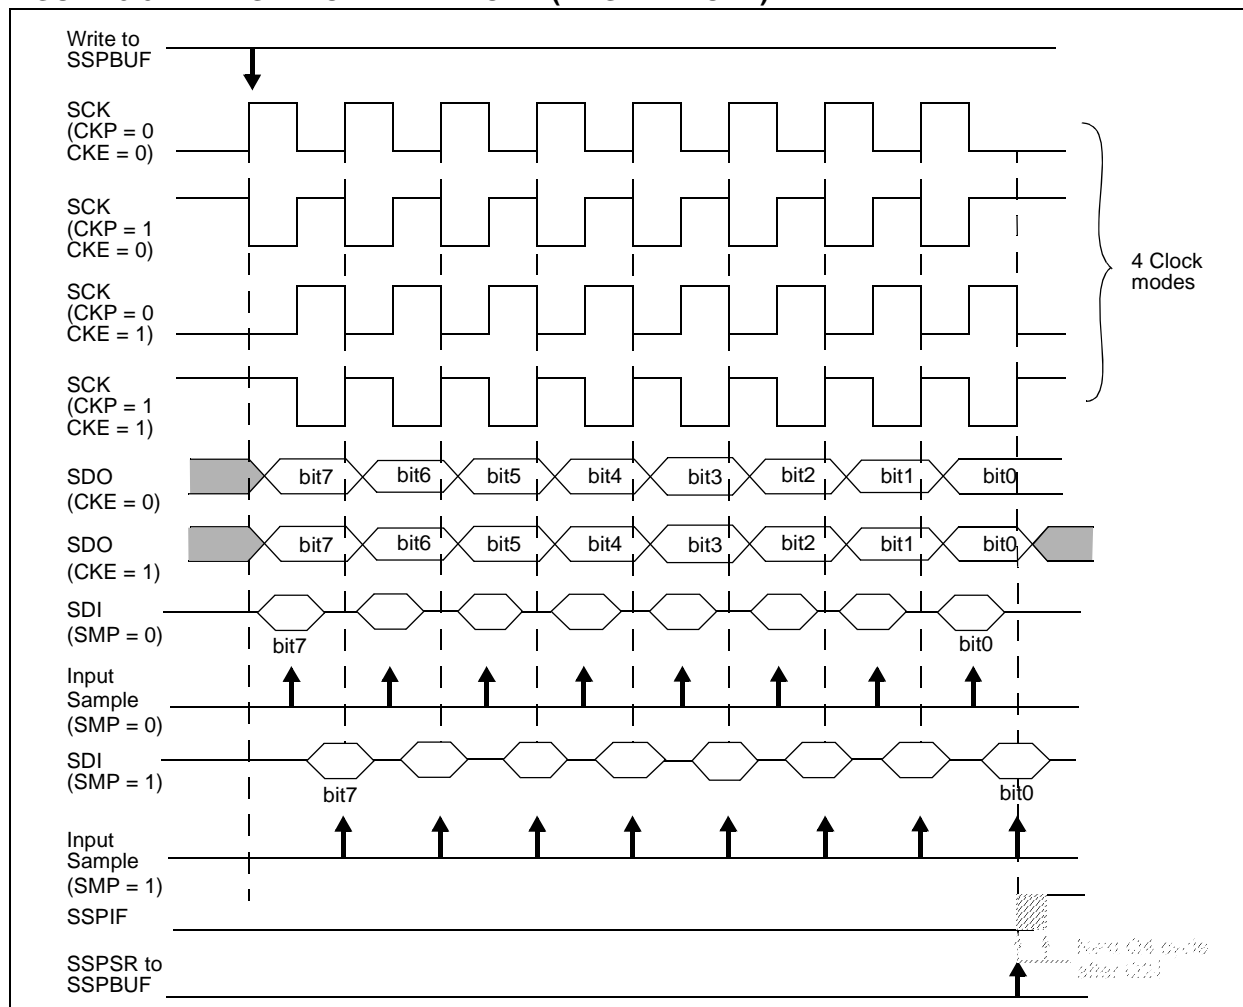 Write to
SSPBUF
SCK
(CKP = 0
CKE = 0)
SCK
(CKP = 1
CKE = 0)
4 Clock
modes
SCK
(CKP = 0
CKE = 1)
SCK
(CKP = 1
CKE = 1)
SDO
(CKE = 0)
bit7 bit6 bit5 bit4 bit3 bit2 bit1 bit0
SDO
(CKE = 1)
bit7 bit6 bit5 bit4 bit3 bit2 bit1 bit0
SDI
(SMP = 0)
bit7 bit0
Input
Sample
(SMP = 0)
SDI
(SMP = 1)
bit7 bit0
Input
Sample
(SMP = 1)
SSPIF
Next Q4 cycle
SSPSR to
SSPBUF